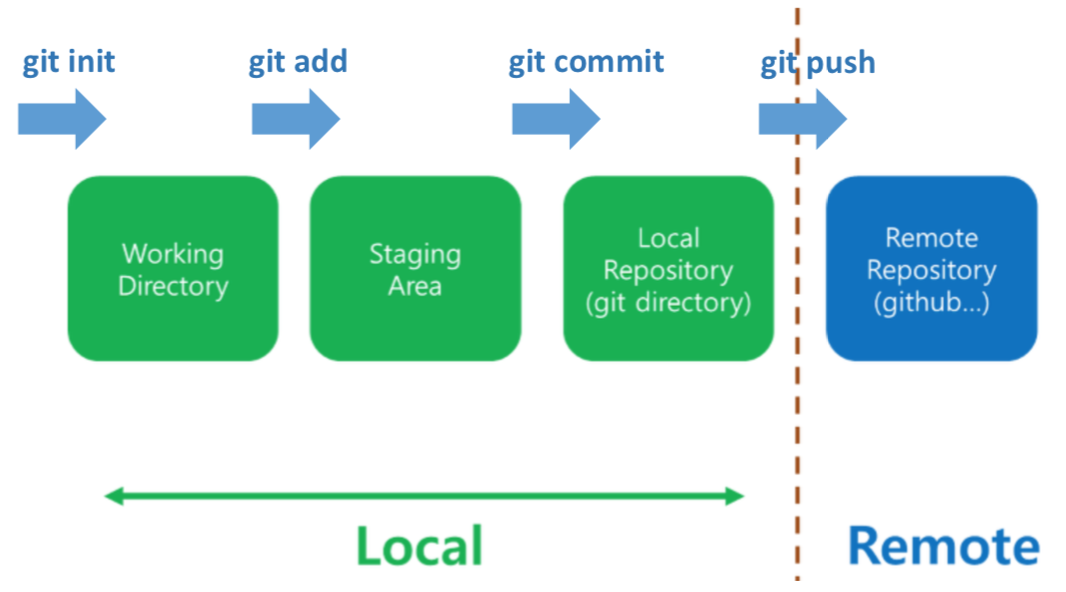 git init
git add
git commit
git push
Working
Directory
Staging
Area
Local
Repository
(git directory)
Remote
Repository
(github...)
Local
Remote